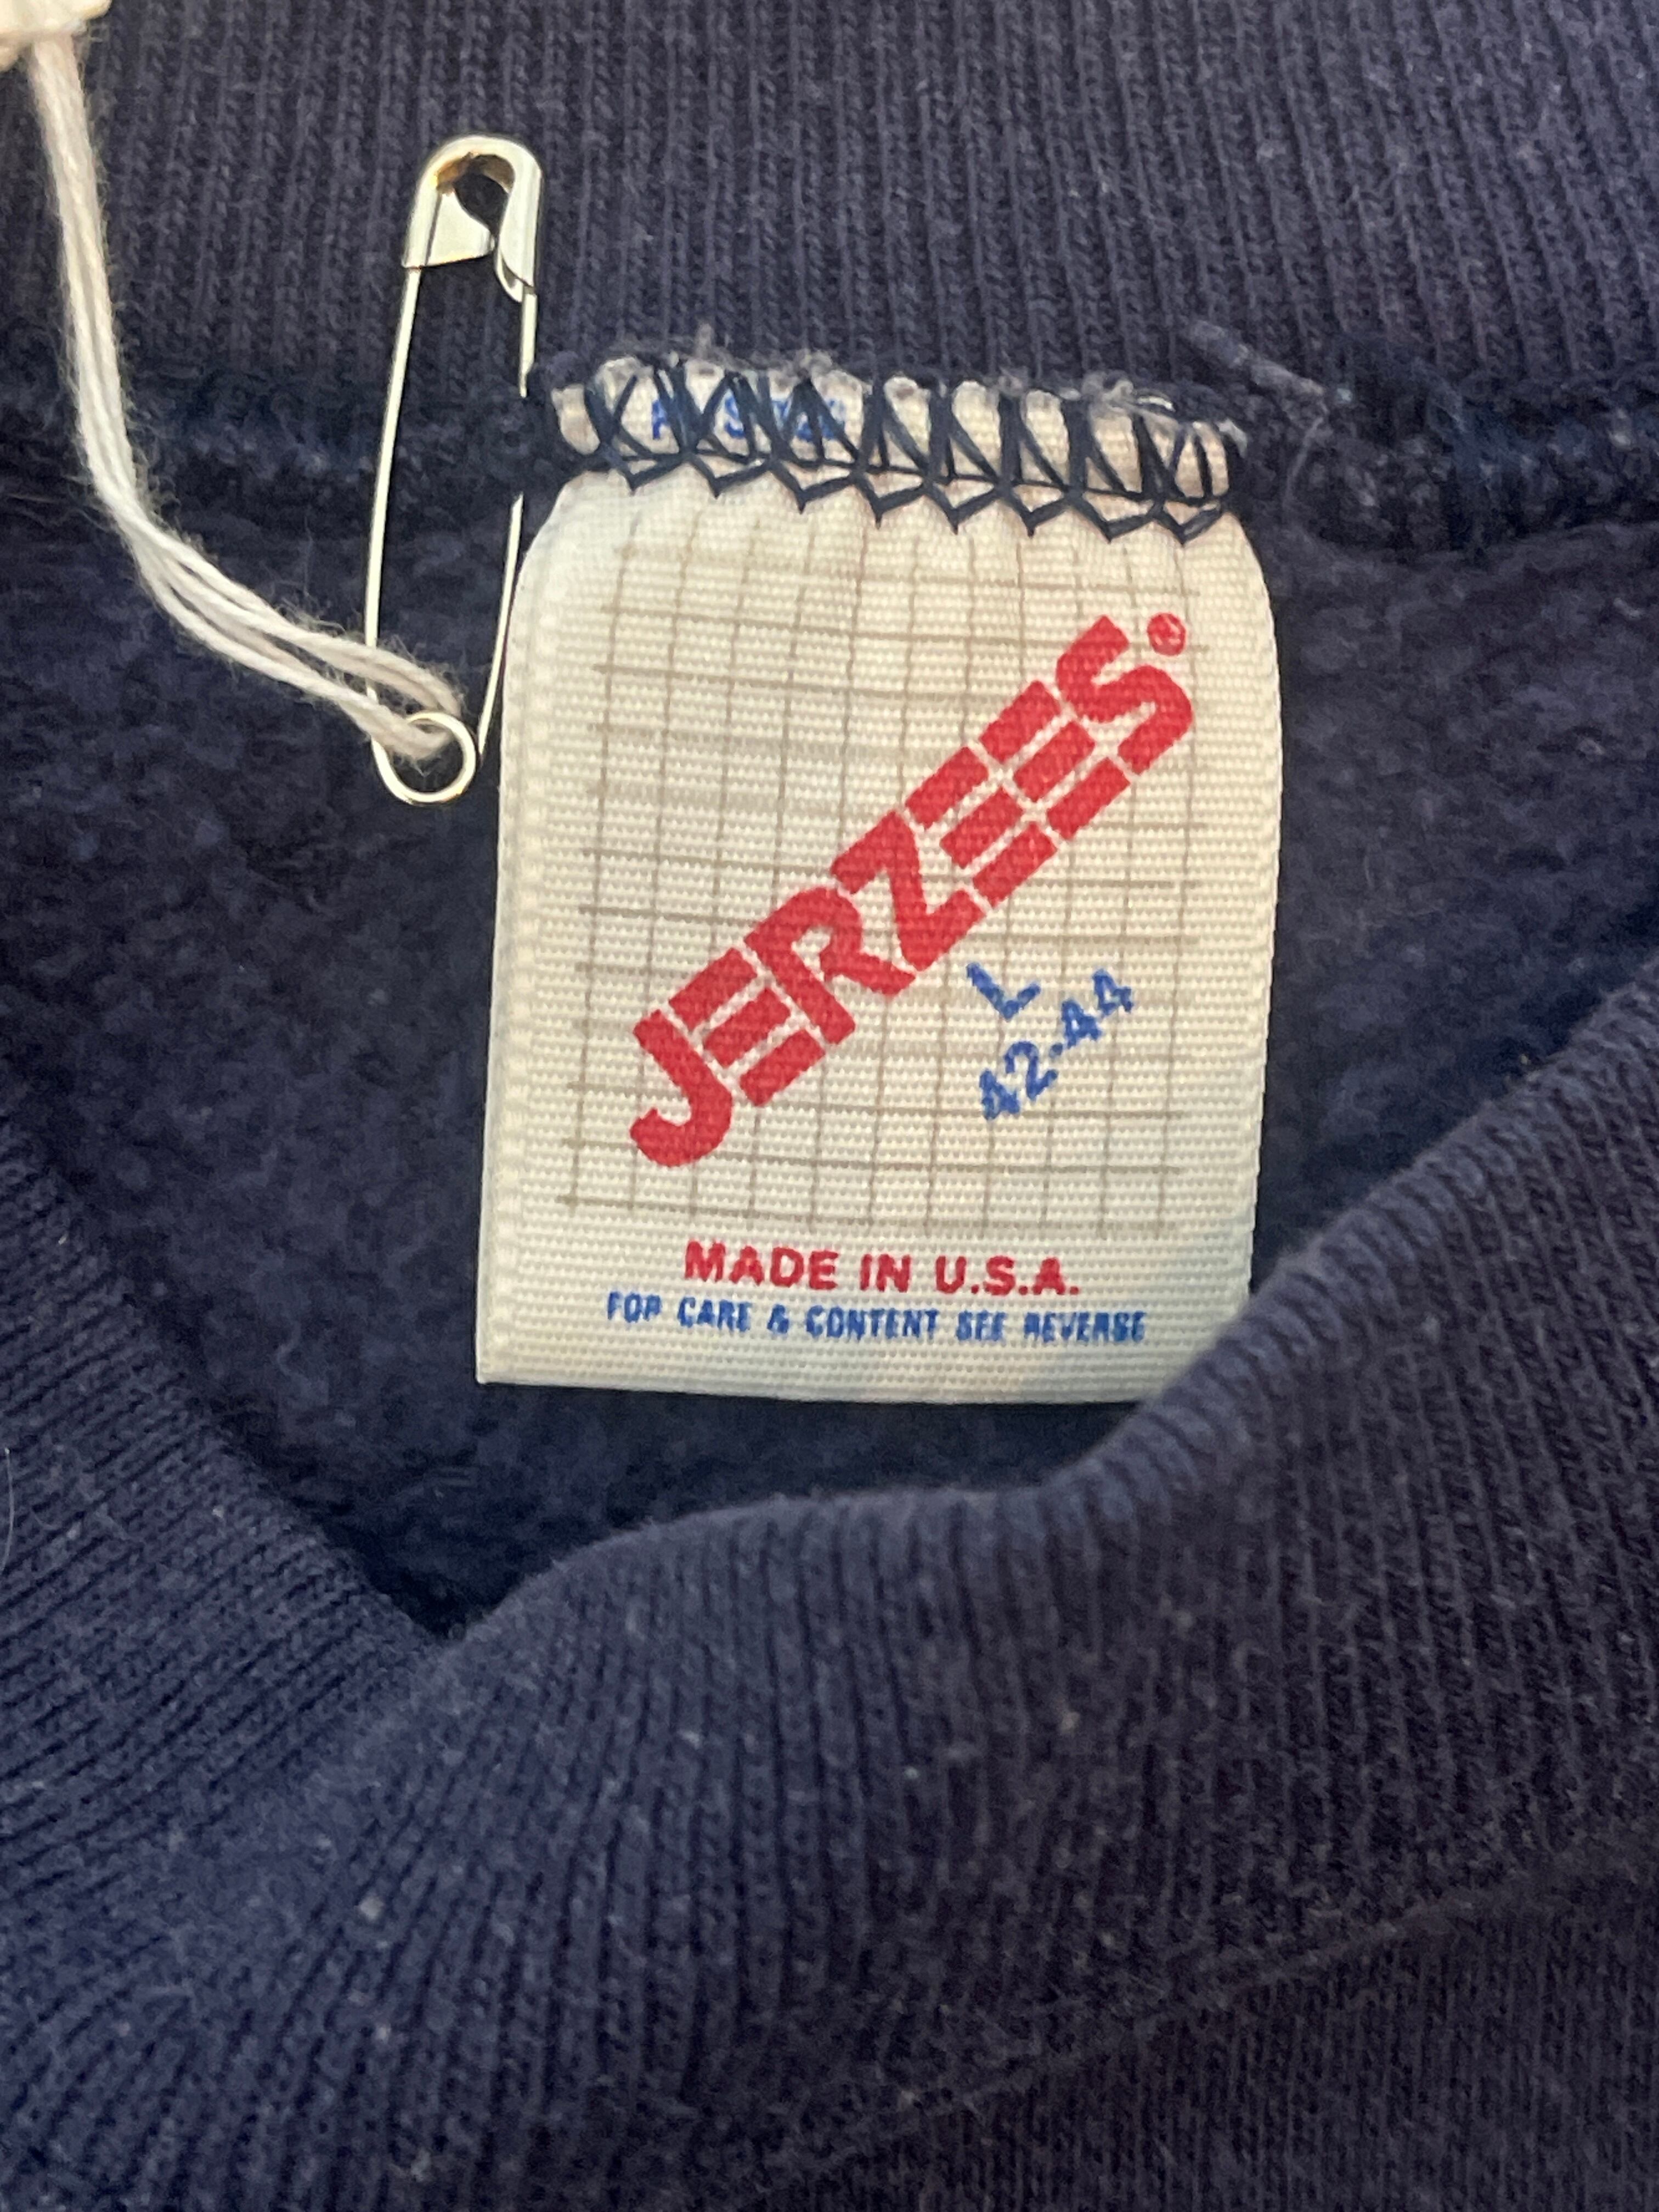 JERZEES®
L
42-44
MADE IN U.S.A.
FOR CARE & CONTENT SEE REVERSE